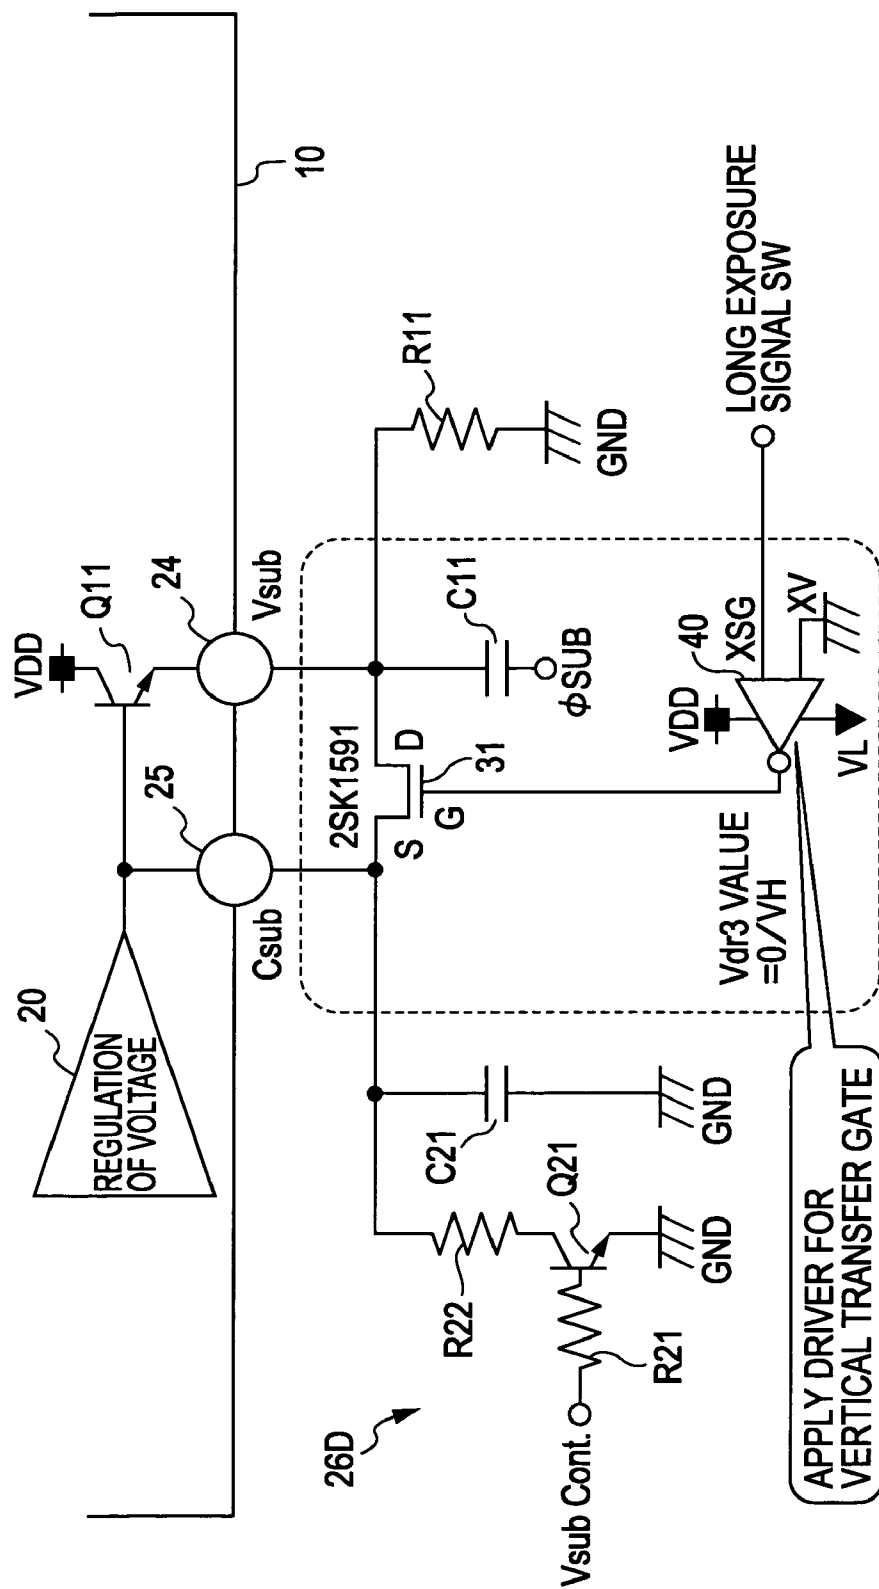 10
20
REGULATION
OF VOLTAGE
VDD
Q11
25
24
Csub
Vsub
R11
GND
2SK1591
S
D
G
31
C11
ϕSUB
26D
R22
C21
Q21
R21
Vsub Cont.
GND
GND
Vdr3 VALUE
=0/VH
VDD
40
XSG
XV
VL
LONG EXPOSURE
SIGNAL SW
APPLY DRIVER FOR
VERTICAL TRANSFER GATE